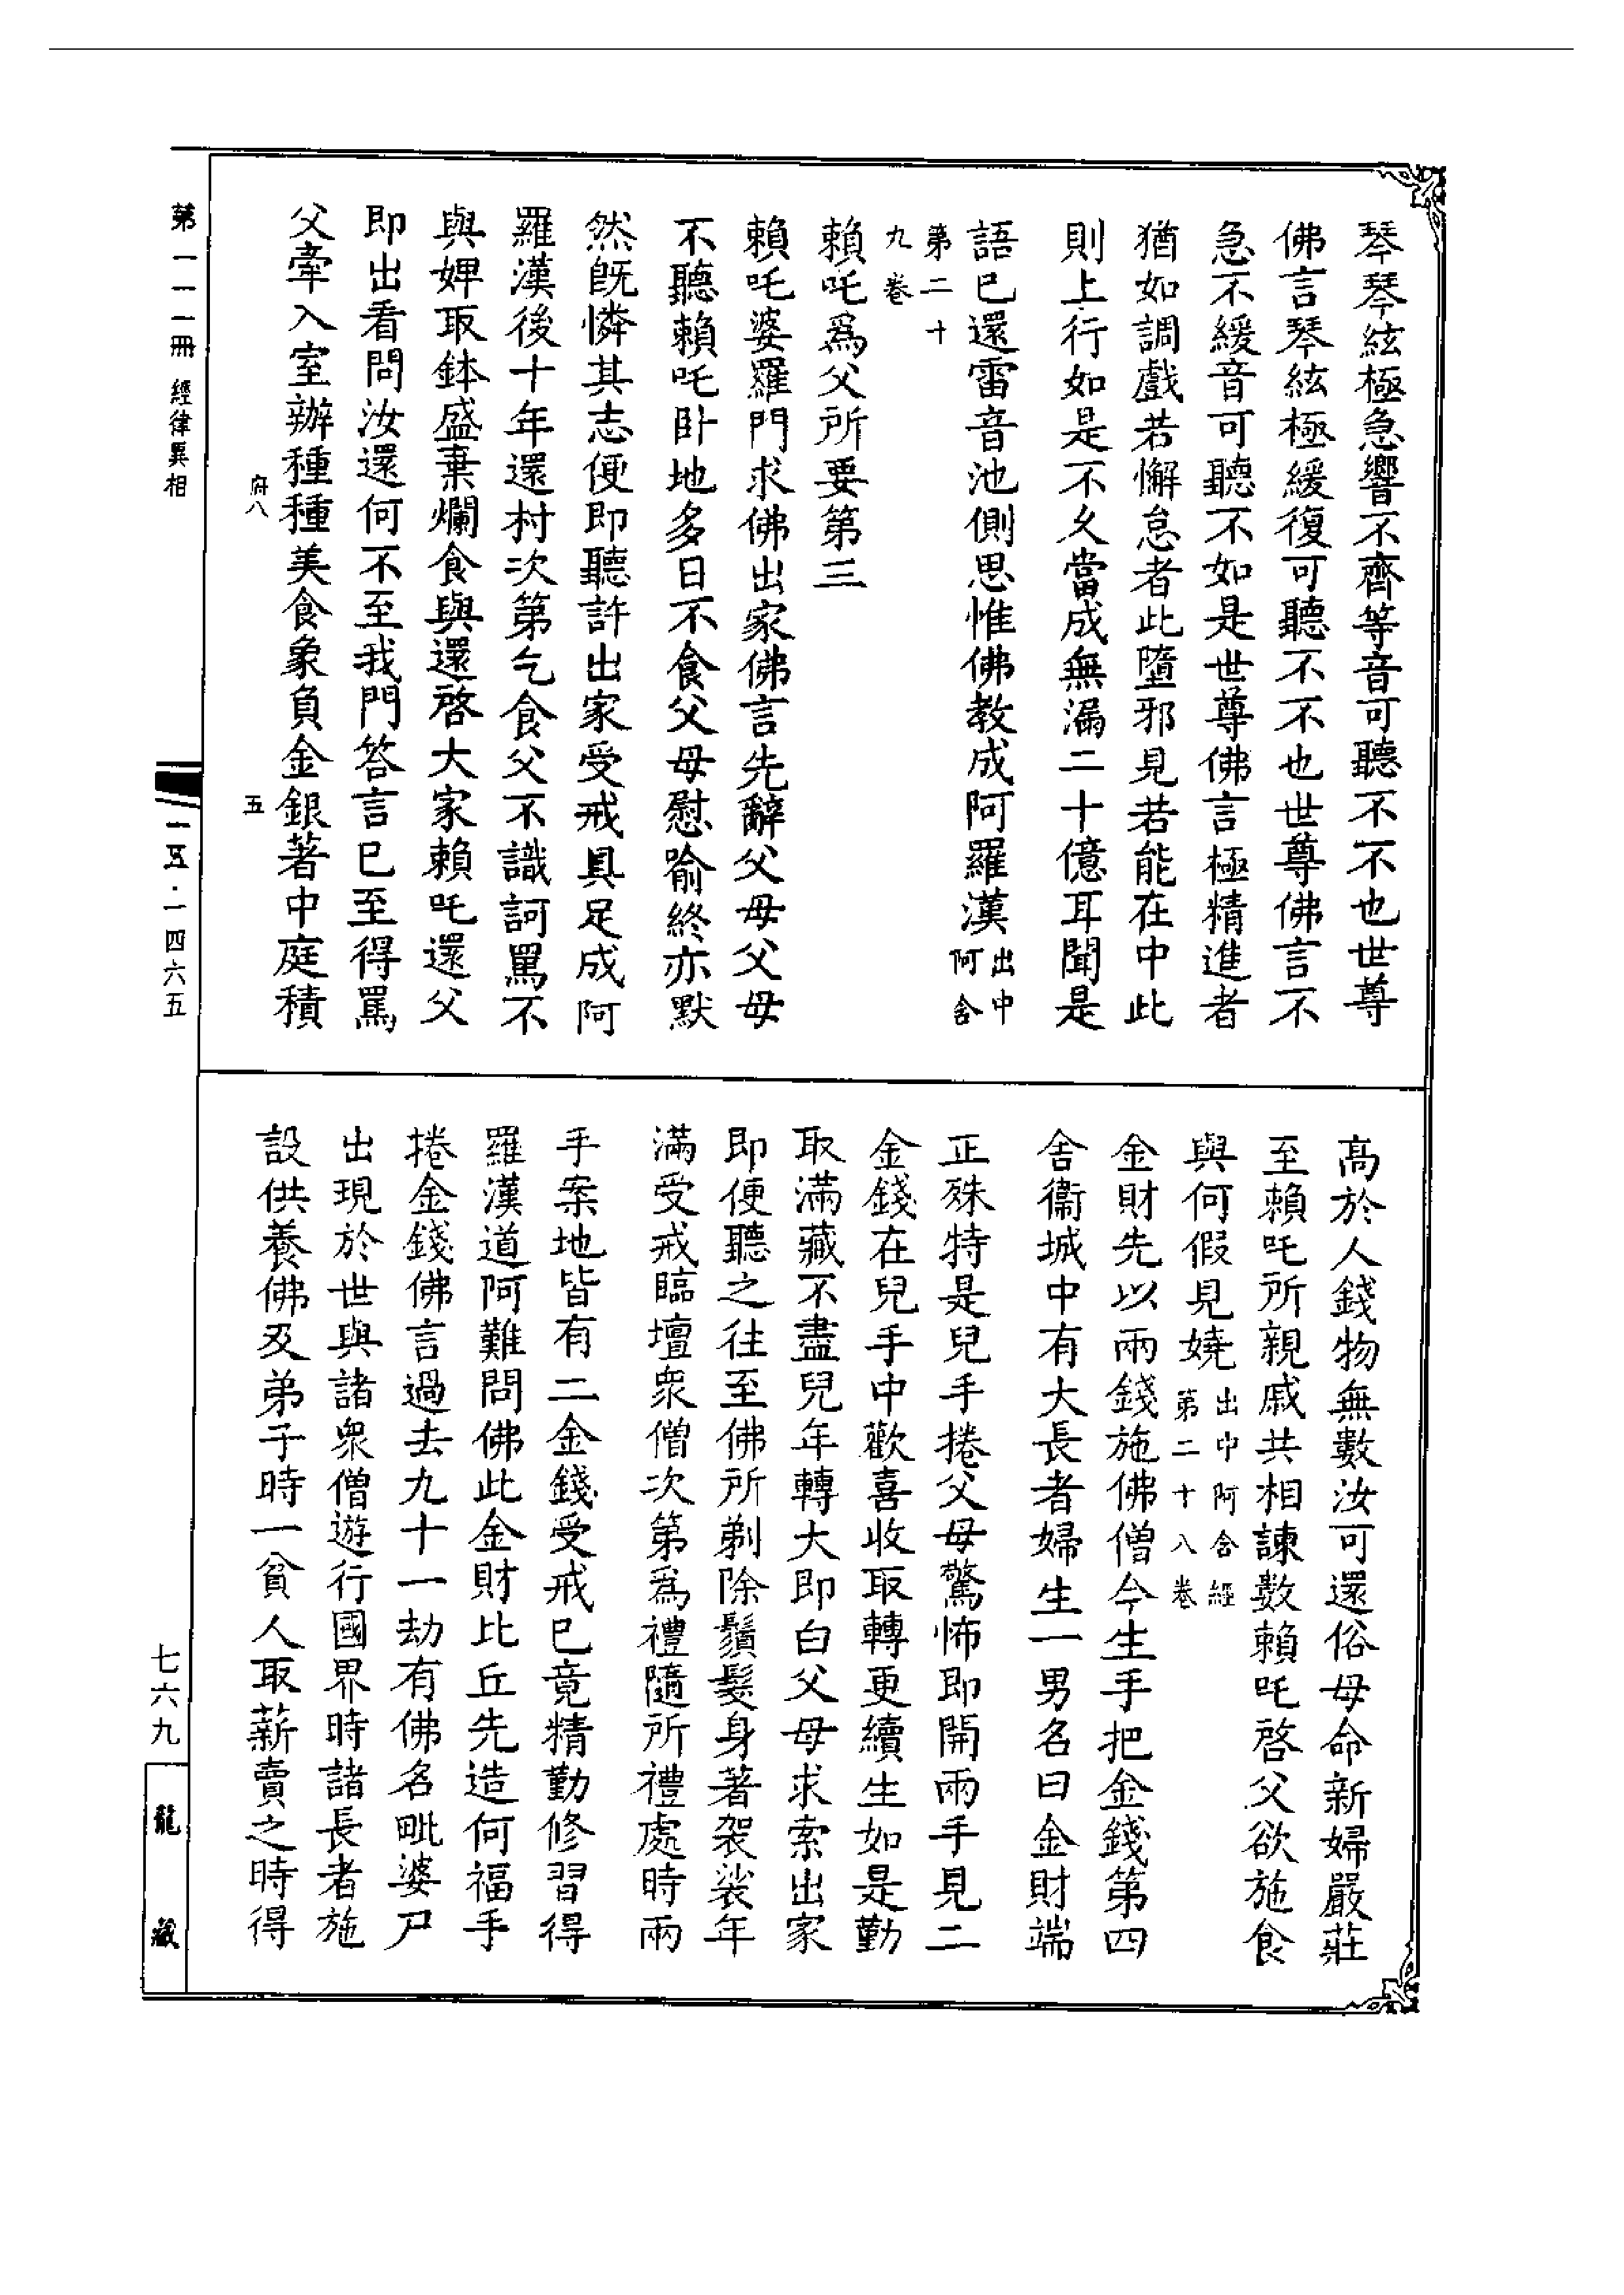 琴琴絃極急響不齊等音可聽不不也世尊
佛言琴絃極緩復可聽不不也世尊佛言不
急不緩音可聽不如是世尊佛言極精進者
猶如調戲若懈怠者此墮邪見若能在中此
則上行如是不久當成無漏二十億耳聞是
語已還雷音池側思惟佛教成阿羅漢出中阿含
第二十九卷
賴吒爲父所要第三
賴吒婆羅門求佛出家佛言先辭父母父母
不聽賴吒卧地多日不食父母慰喻終亦默
然旣憐其志便即聽許出家受戒具足成阿
羅漢後十年還村次第乞食父不識訶罵不
與婢取鉢盛棄爛食與還啓大家賴吒還父
即出看問汝還何不至我門答言已至得罵
父牽入室辦種種美食象負金銀著中庭積
府八
五
高於人錢物無數汝可還俗母命新婦嚴莊
至賴吒所親戚共相諫數賴吒啓父欲施食
與何假見嬈出中阿含經第二十八卷
金財先以兩錢施佛僧今生手把金錢第四
舍衞城中有大長者婦生一男名曰金財端
正殊特是兒手捲父母驚怖即開兩手見二
金錢在兒手中歡喜收取轉更續生如是勤
取滿藏不盡兒年轉大即白父母求索出家
即便聽之往至佛所剃除鬚髮身著袈裟年
滿受戒臨壇衆僧次第爲禮隨所禮處時兩
手案地皆有二金錢受戒已竟精勤修習得
羅漢道阿難問佛此金財比丘先造何福手
捲金錢佛言過去九十一劫有佛名毗婆尸
出現於世與諸衆僧遊行國界時諸長者施
設供養佛及弟子時一貧人取薪賣之時得
第一一一冊 經律異相
一五·一四六五
七六九
龍藏